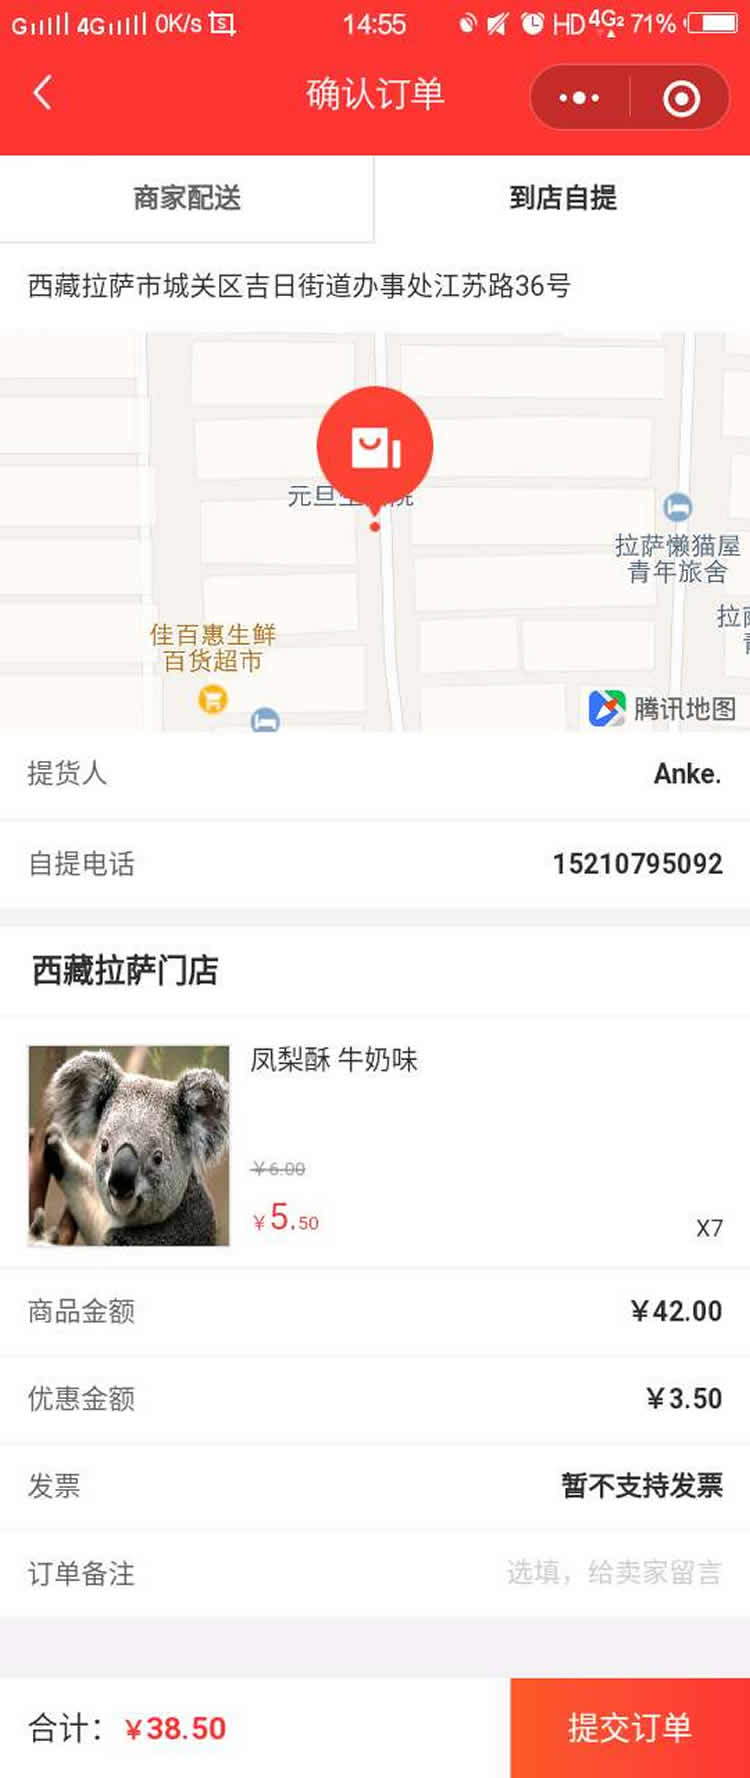 G 4G 0K/s 14:55 HD 4G2 71%
确认订单
商家配送 到店自提
西藏拉萨市城关区吉日街道办事处江苏路36号
元旦
拉萨懒猫屋
青年旅舍
佳百惠生鲜
百货超市
腾讯地图
提货人 Anke.
自提电话 15210795092
西藏拉萨门店
凤梨酥 牛奶味
¥6.00
¥5.50
X7
商品金额 ¥42.00
优惠金额 ¥3.50
发票 暂不支持发票
订单备注 选填，给卖家留言
合计：¥38.50 提交订单